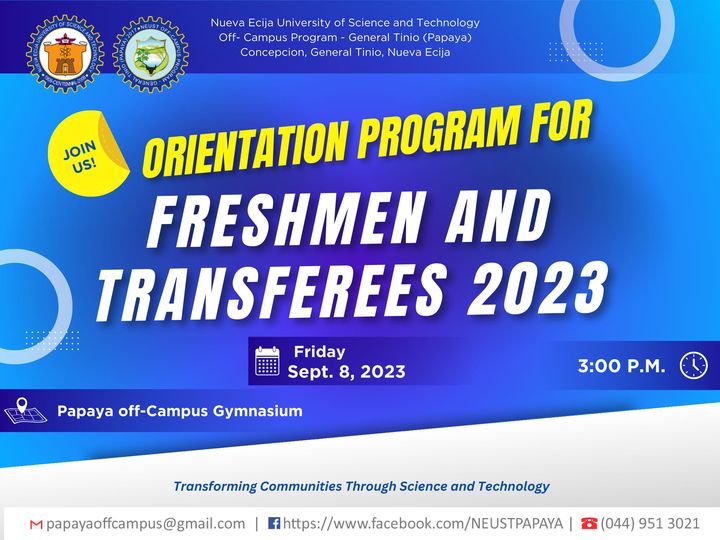 Nueva Ecija University of Science and Technology
Off- Campus Program - General Tinio (Papaya)
Concepcion, General Tinio, Nueva Ecija
JOIN
US!
ORIENTATION PROGRAM FOR
FRESHMEN AND
TRANSFEREES 2023
Friday
Sept. 8, 2023
3:00 P.M.
Papaya off-Campus Gymnasium
Transforming Communities Through Science and Technology
papayaoffcampus@gmail.com | https://www.facebook.com/NEUSTPAPAYA | (044) 951 3021